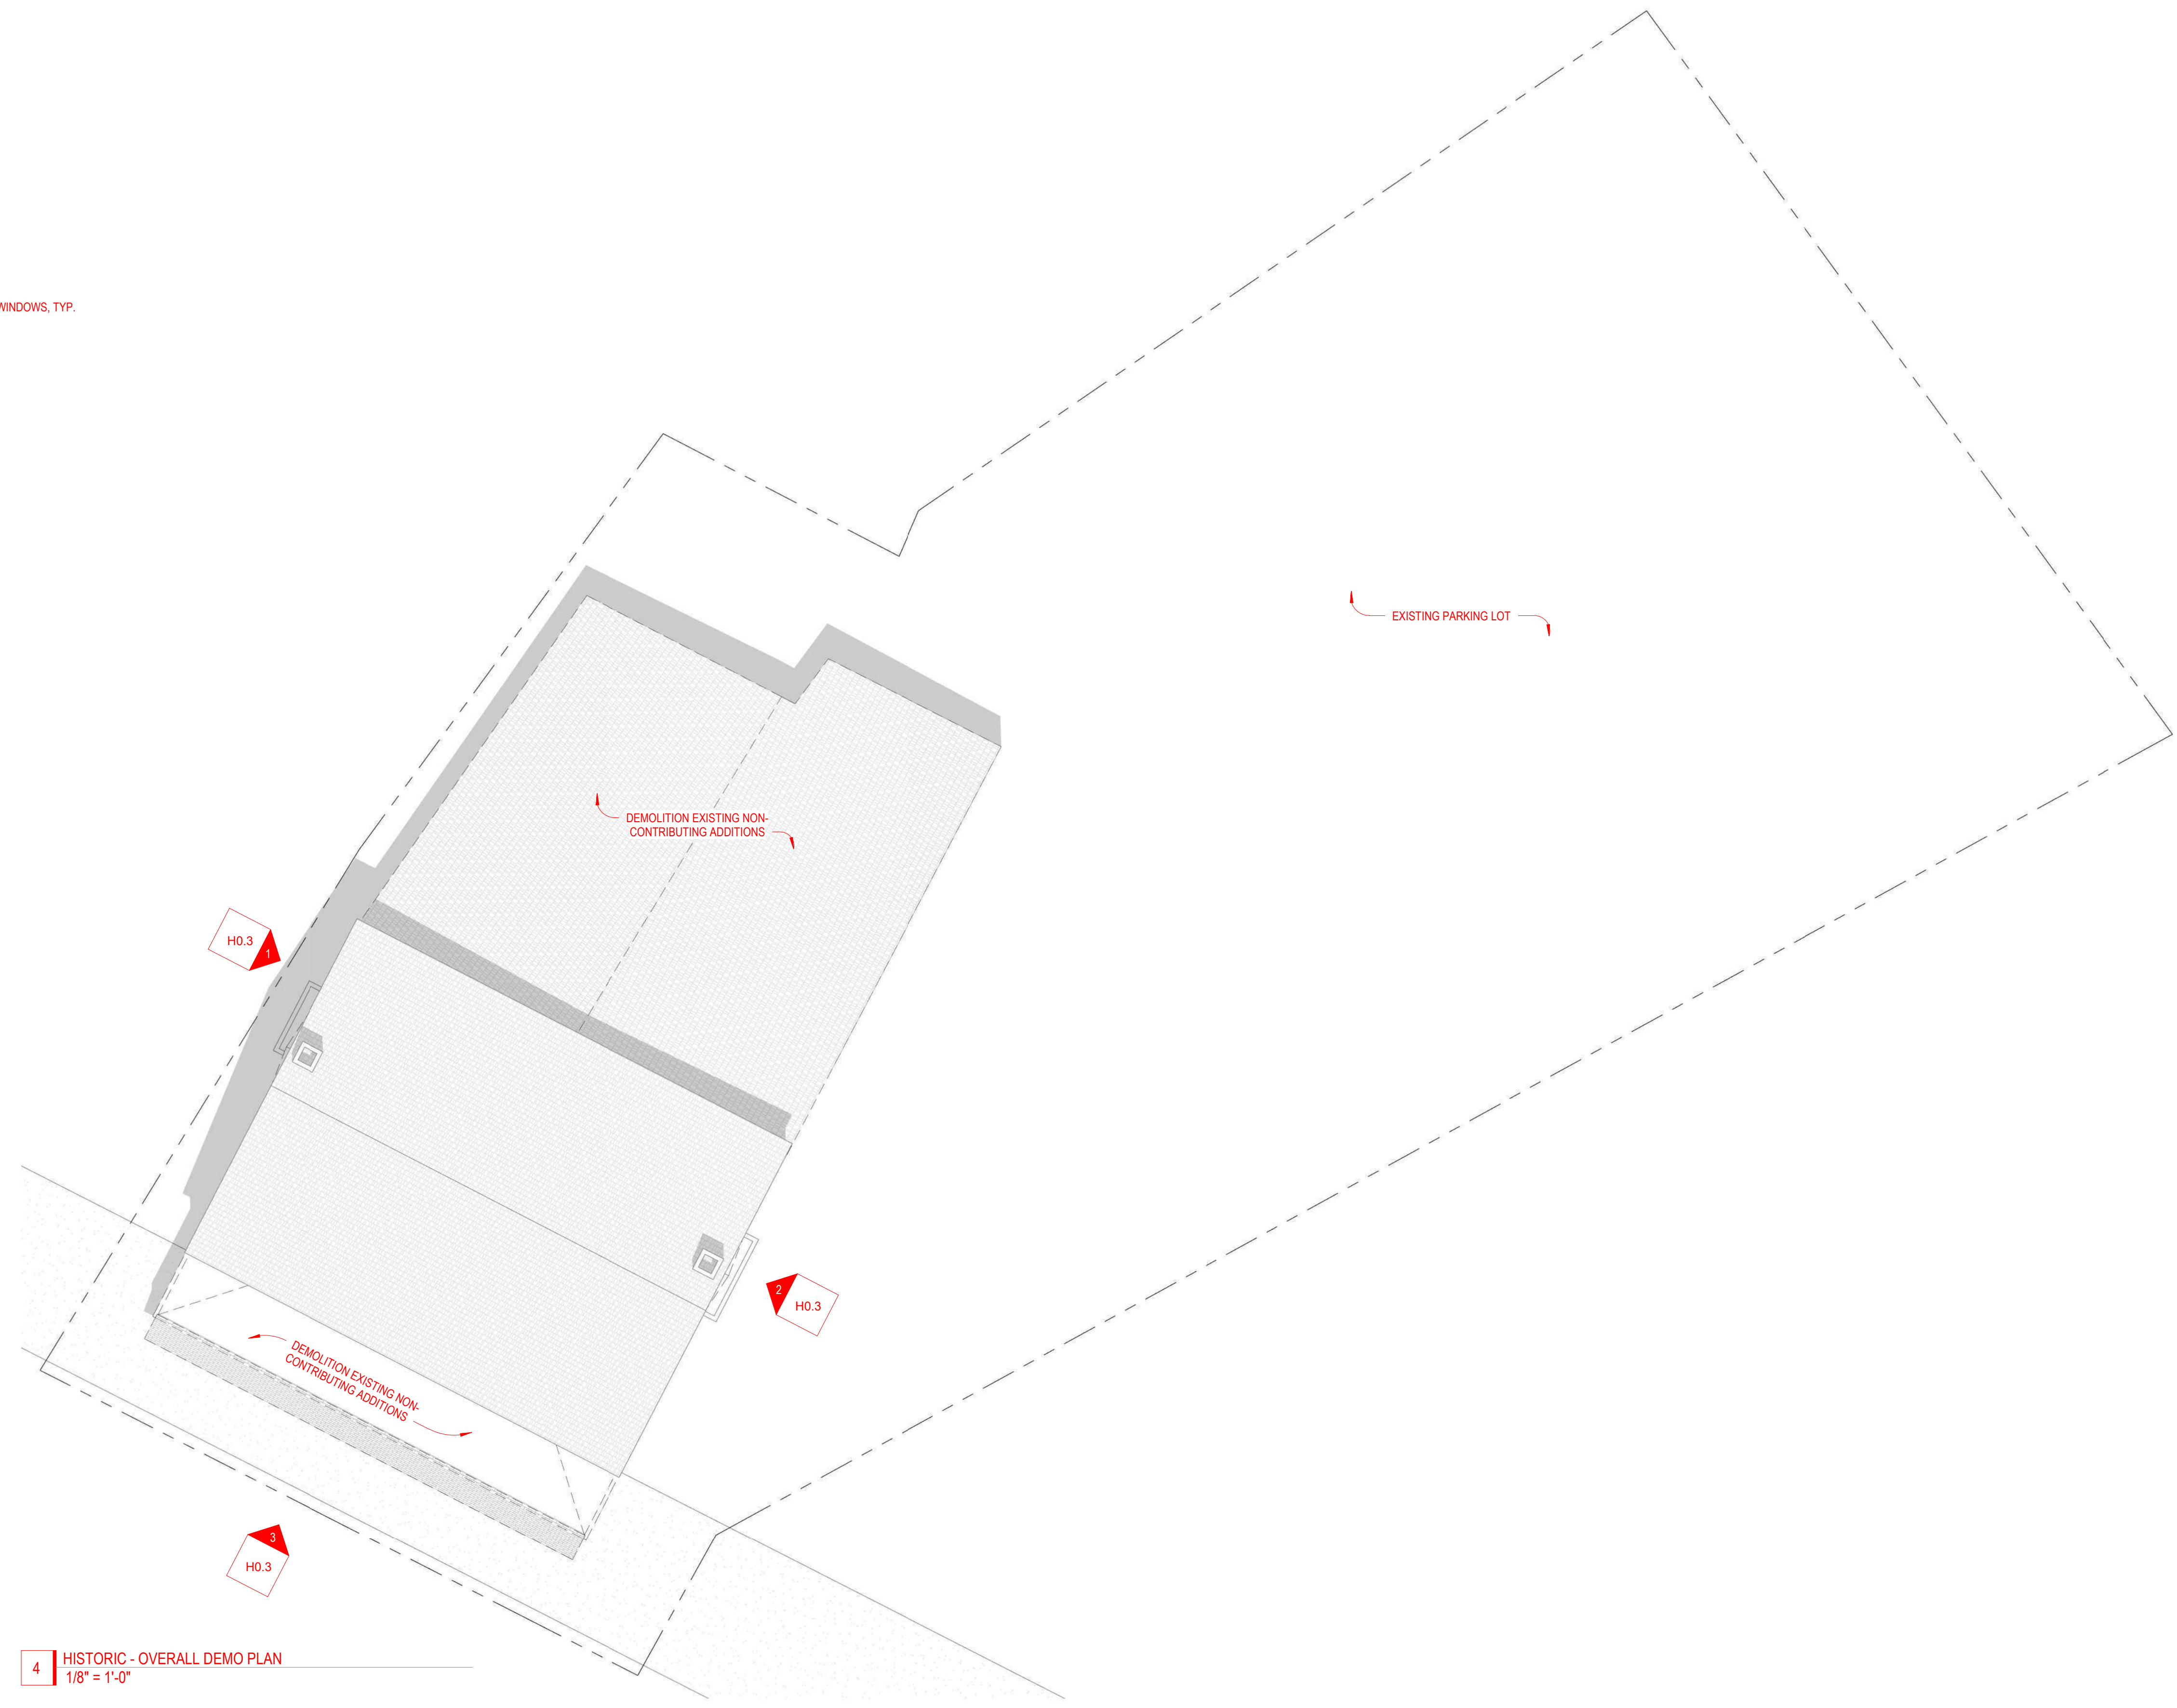 WINDOWS, TYP.
EXISTING PARKING LOT
DEMOLITION EXISTING NON-
CONTRIBUTING ADDITIONS
H0.3
1
2
H0.3
DEMOLITION EXISTING NON-
CONTRIBUTING ADDITIONS
3
H0.3
4
HISTORIC - OVERALL DEMO PLAN
1/8" = 1'-0"